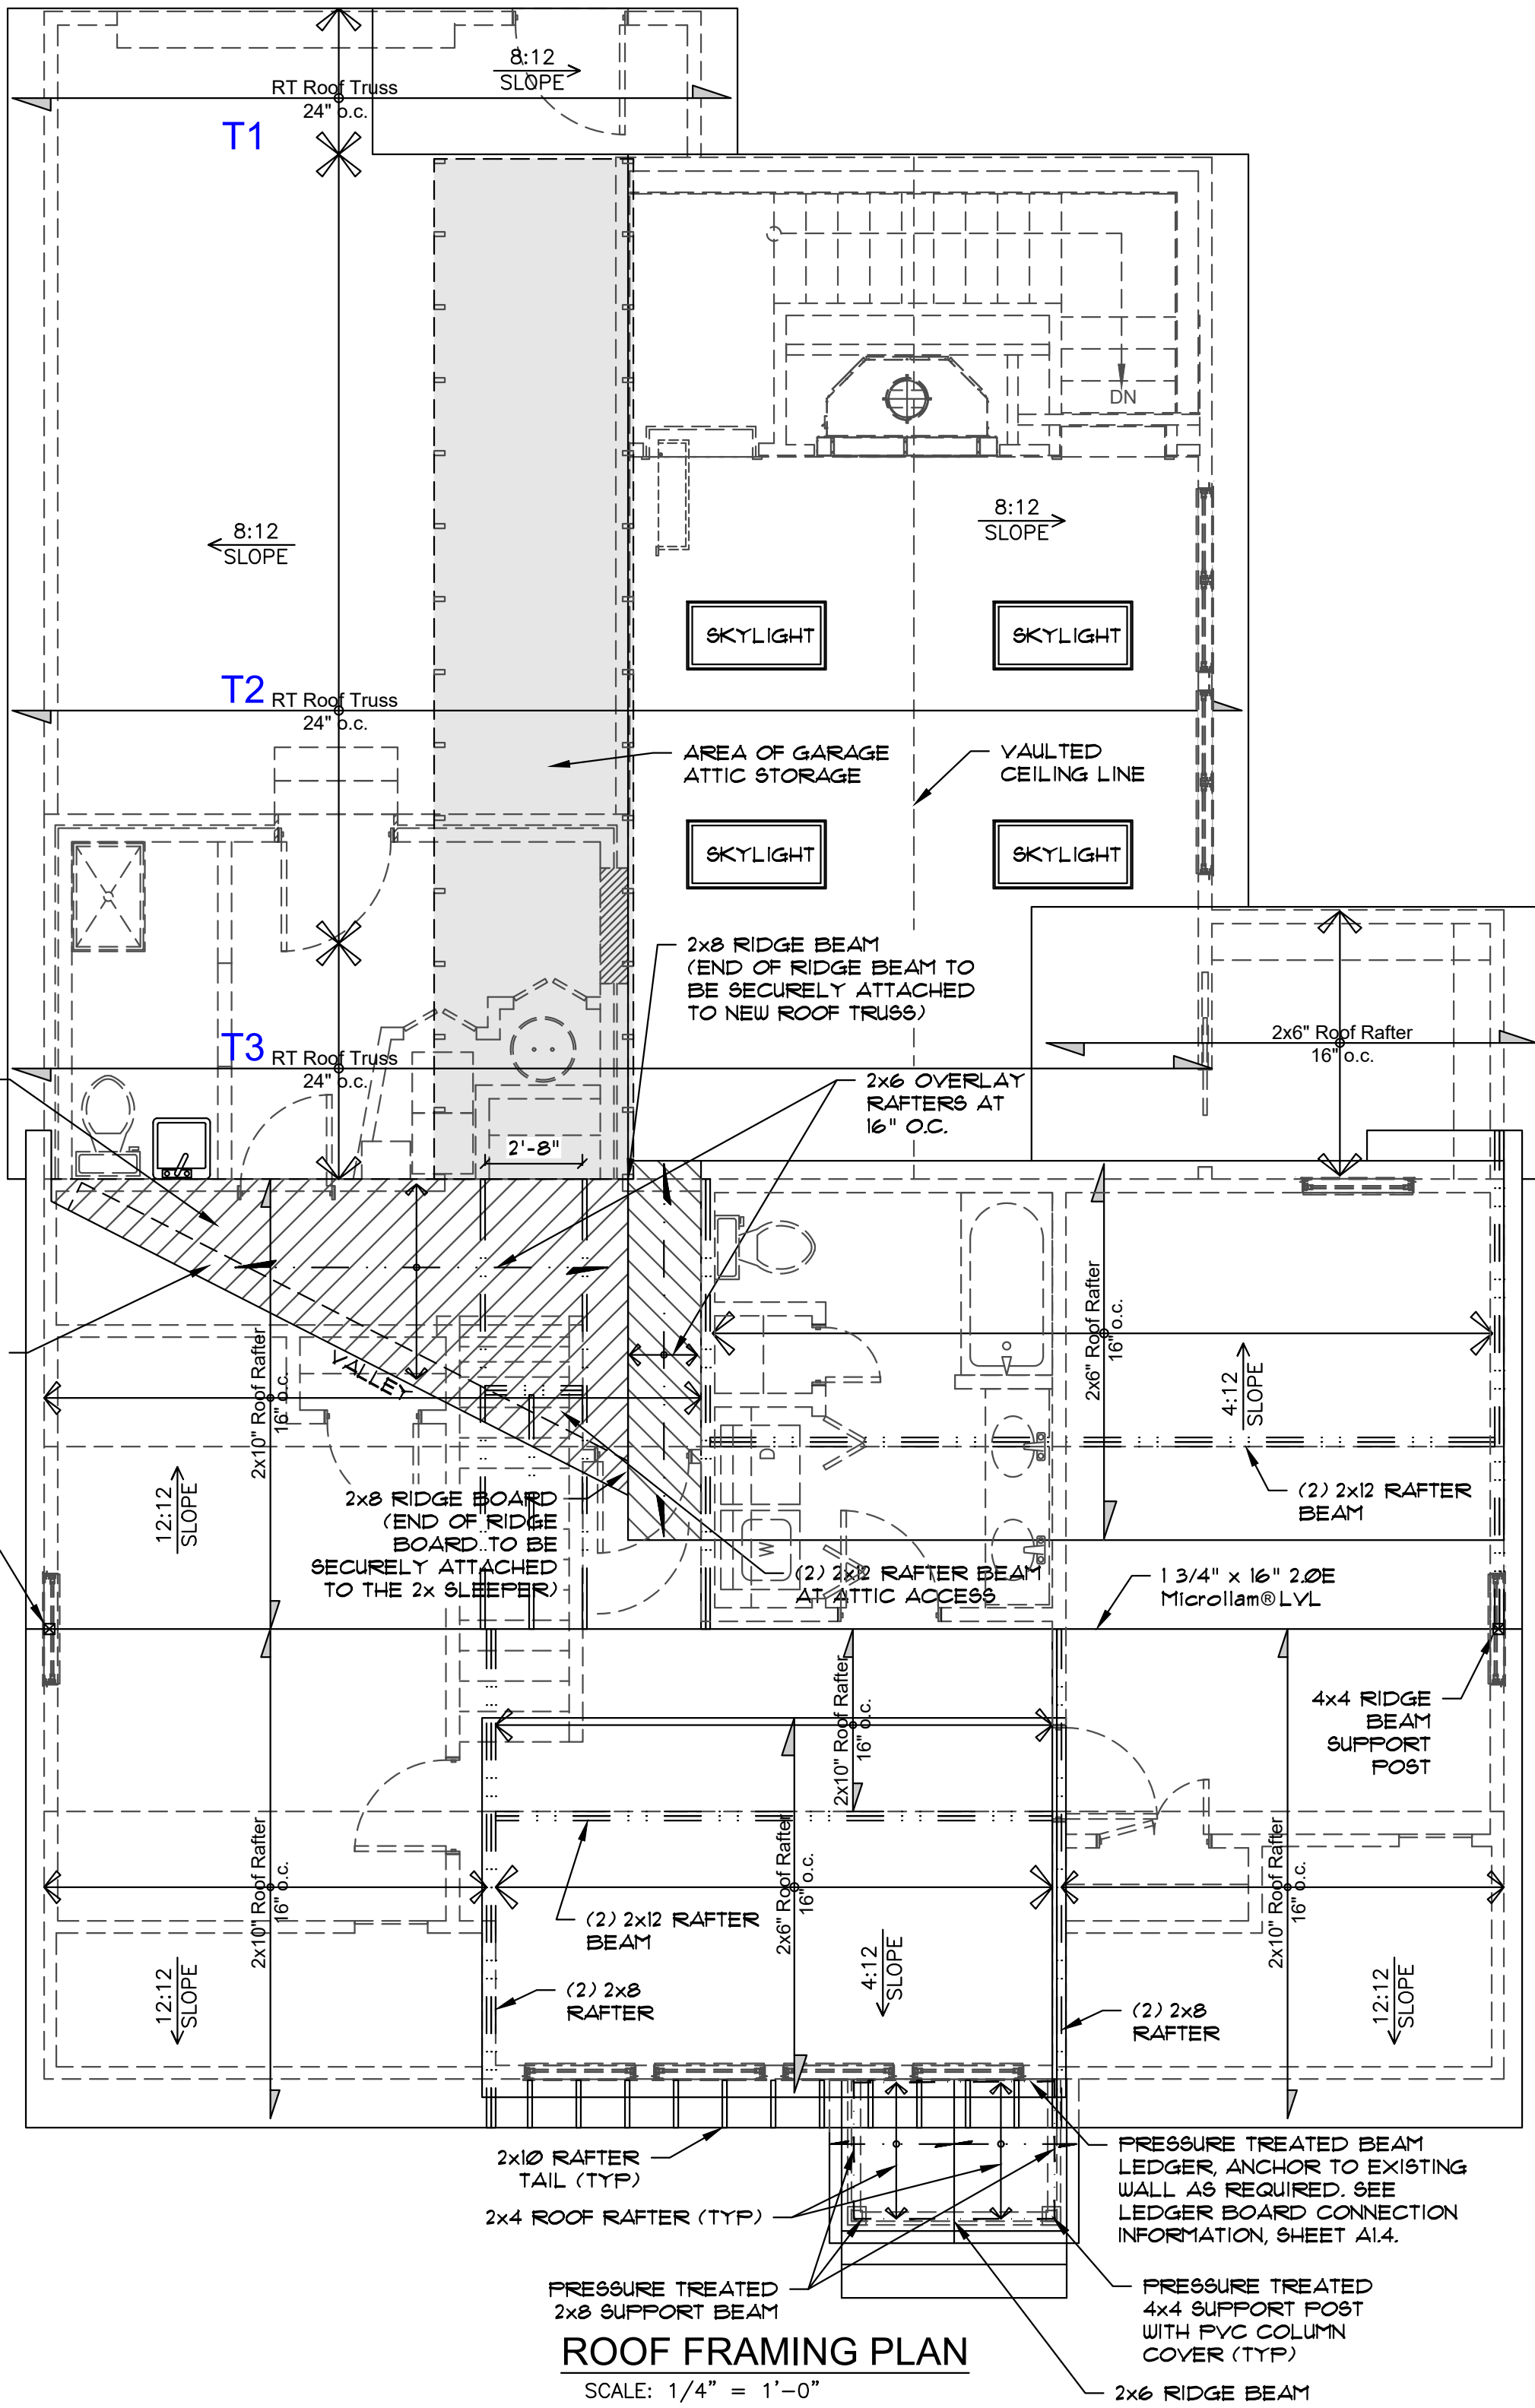 8:12
SLOPE
RT Roof Truss
24" o.c.
T1
DN
8:12
SLOPE
8:12
SLOPE
SKYLIGHT
SKYLIGHT
T2
RT Roof Truss
24" o.c.
AREA OF GARAGE
ATTIC STORAGE
VAULTED
CEILING LINE
SKYLIGHT
SKYLIGHT
2x8 RIDGE BEAM
(END OF RIDGE BEAM TO
BE SECURELY ATTACHED
TO NEW ROOF TRUSS)
T3
RT Roof Truss
24" o.c.
2x6" Roof Rafter
16" o.c.
2x6 OVERLAY
RAFTERS AT
16" O.C.
2'-8"
2x10" Roof Rafter
16" o.c.
VALLEY
2x6" Roof Rafter
16" o.c.
4:12
SLOPE
D
W
12:12
SLOPE
2x8 RIDGE BOARD
(END OF RIDGE
BOARD TO BE
SECURELY ATTACHED
TO THE 2x SLEEPER)
(2) 2x12 RAFTER BEAM
AT ATTIC ACCESS
(2) 2x12 RAFTER
BEAM
1 3/4" x 16" 2.0E
Microllam® LVL
4x4 RIDGE
BEAM
SUPPORT
POST
2x10" Roof Rafter
16" o.c.
2x10" Roof Rafter
16" o.c.
2x6" Roof Rafter
16" o.c.
2x10" Roof Rafter
16" o.c.
(2) 2x12 RAFTER
BEAM
(2) 2x8
RAFTER
4:12
SLOPE
(2) 2x8
RAFTER
12:12
SLOPE
12:12
SLOPE
2x10 RAFTER
TAIL (TYP)
2x4 ROOF RAFTER (TYP)
PRESSURE TREATED BEAM
LEDGER, ANCHOR TO EXISTING
WALL AS REQUIRED. SEE
LEDGER BOARD CONNECTION
INFORMATION, SHEET A1.4.
PRESSURE TREATED
2x8 SUPPORT BEAM
PRESSURE TREATED
4x4 SUPPORT POST
WITH PVC COLUMN
COVER (TYP)
2x6 RIDGE BEAM
ROOF FRAMING PLAN
SCALE: 1/4" = 1'-0"